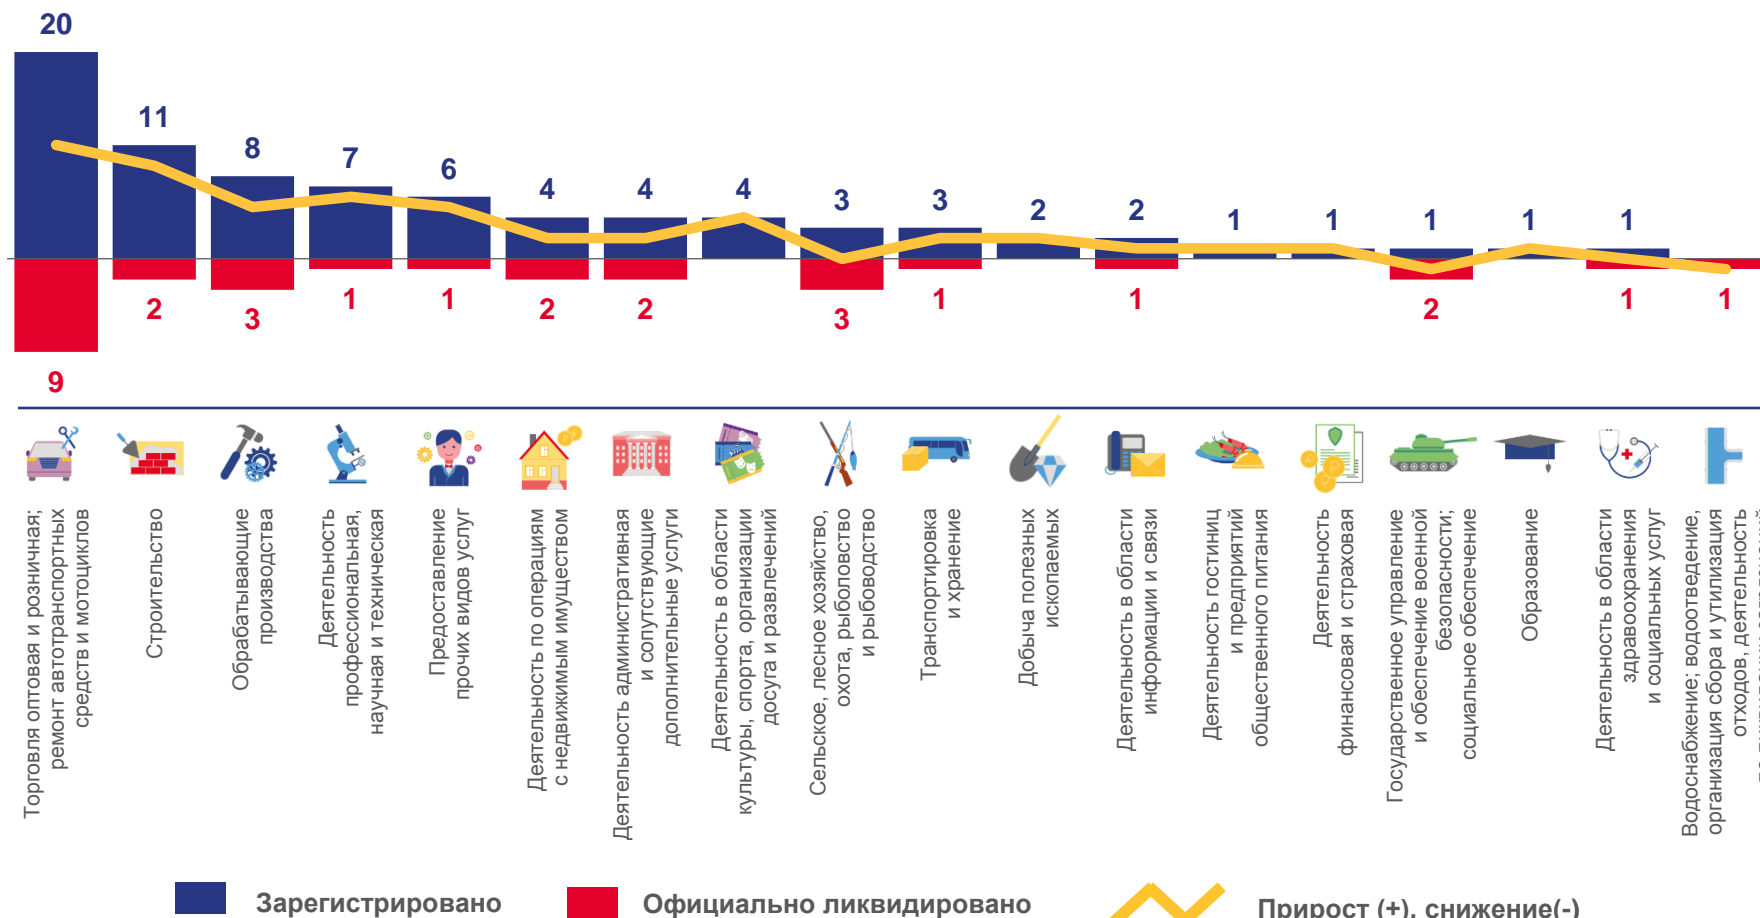 20
11
8
7
6
4
4
4
3
3
2
2
1
1
1
1
1
9
2
3
1
1
2
2
3
1
1
2
1
1
Торговля оптовая и розничная;
ремонт автотранспортных
средств и мотоциклов
Строительство
Обрабатывающие
производства
Деятельность
профессиональная,
научная и техническая
Предоставление
прочих видов услуг
Деятельность по операциям
с недвижимым имуществом
Деятельность административная
и сопутствующие
дополнительные услуги
Деятельность в области
культуры, спорта, организации
досуга и развлечений
Сельское, лесное хозяйство,
охота, рыболовство
и рыбоводство
Транспортировка
и хранение
Добыча полезных
ископаемых
Деятельность в области
информации и связи
Деятельность гостиниц
и предприятий
общественного питания
Деятельность
финансовая и страховая
Государственное управление
и обеспечение военной
безопасности;
социальное обеспечение
Образование
Деятельность в области
здравоохранения
и социальных услуг
Водоснабжение; водоотведение,
организация сбора и утилизация
отходов, деятельность
Зарегистрировано
Официально ликвидировано
Прирост (+), снижение(-)